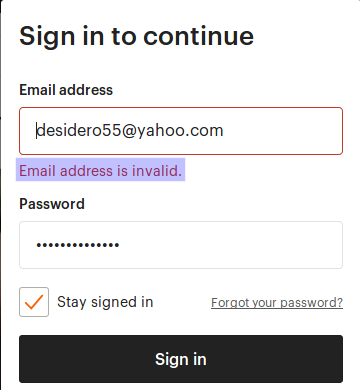 Sign in to continue
Email address
desidero55@yahoo.com
Email address is invalid.
Password
••••••••••••••
Stay signed in
Forgot your password?
Sign in